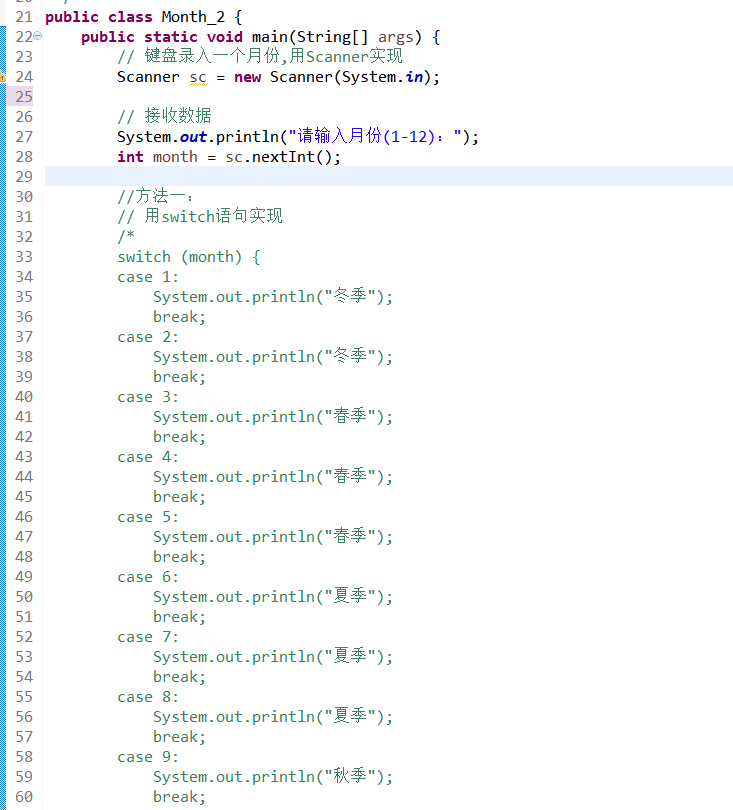 21 public class Month_2 {
22 public static void main(String[] args) {
23 // 键盘录入一个月份,用Scanner实现
24 Scanner sc = new Scanner(System.in);
25
26 // 接收数据
27 System.out.println("请输入月份(1-12)：");
28 int month = sc.nextInt();
29
30 //方法一：
31 // 用switch语句实现
32 /*
33 switch (month) {
34 case 1:
35 System.out.println("冬季");
36 break;
37 case 2:
38 System.out.println("冬季");
39 break;
40 case 3:
41 System.out.println("春季");
42 break;
43 case 4:
44 System.out.println("春季");
45 break;
46 case 5:
47 System.out.println("春季");
48 break;
49 case 6:
50 System.out.println("夏季");
51 break;
52 case 7:
53 System.out.println("夏季");
54 break;
55 case 8:
56 System.out.println("夏季");
57 break;
58 case 9:
59 System.out.println("秋季");
60 break;